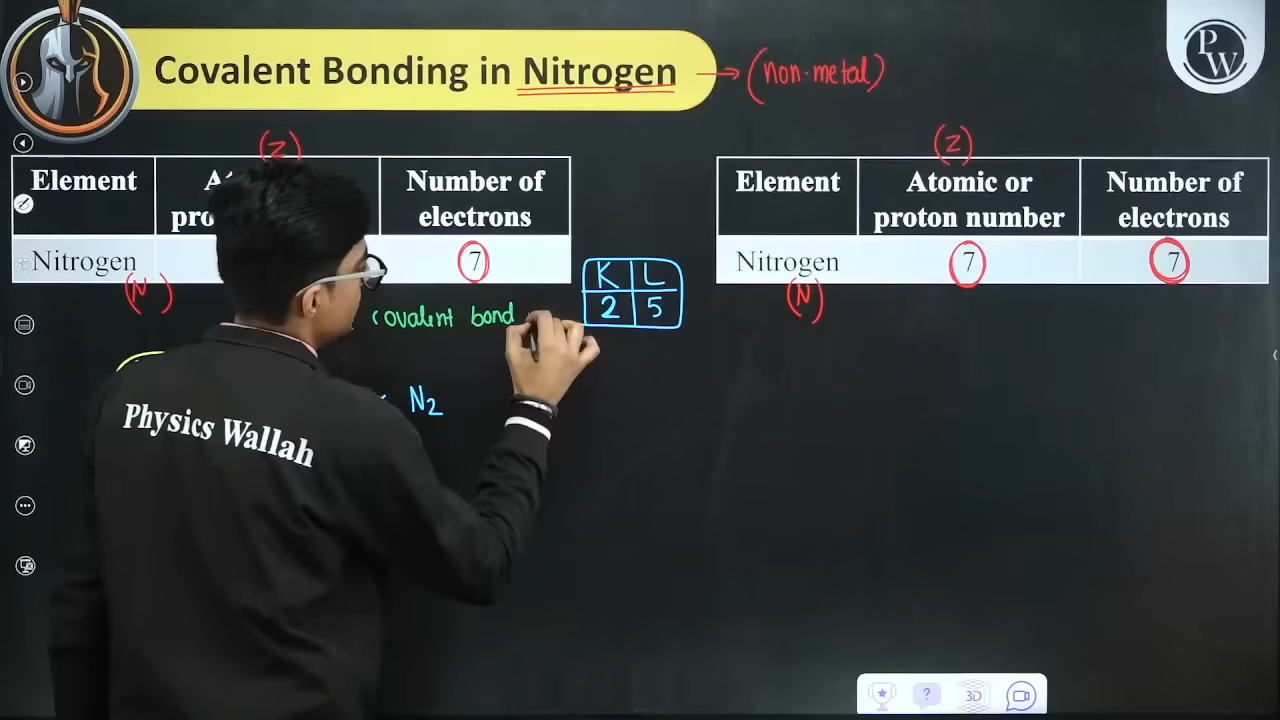 Covalent Bonding in Nitrogen → (non-metal)
P
W
(Z)
Element
Number of
electrons
Nitrogen
7
(N)
K L
2 5
covalent bond
N2
Physics Wallah
(Z)
Element
Atomic or
proton number
Number of
electrons
Nitrogen
7
7
(N)
?
3D